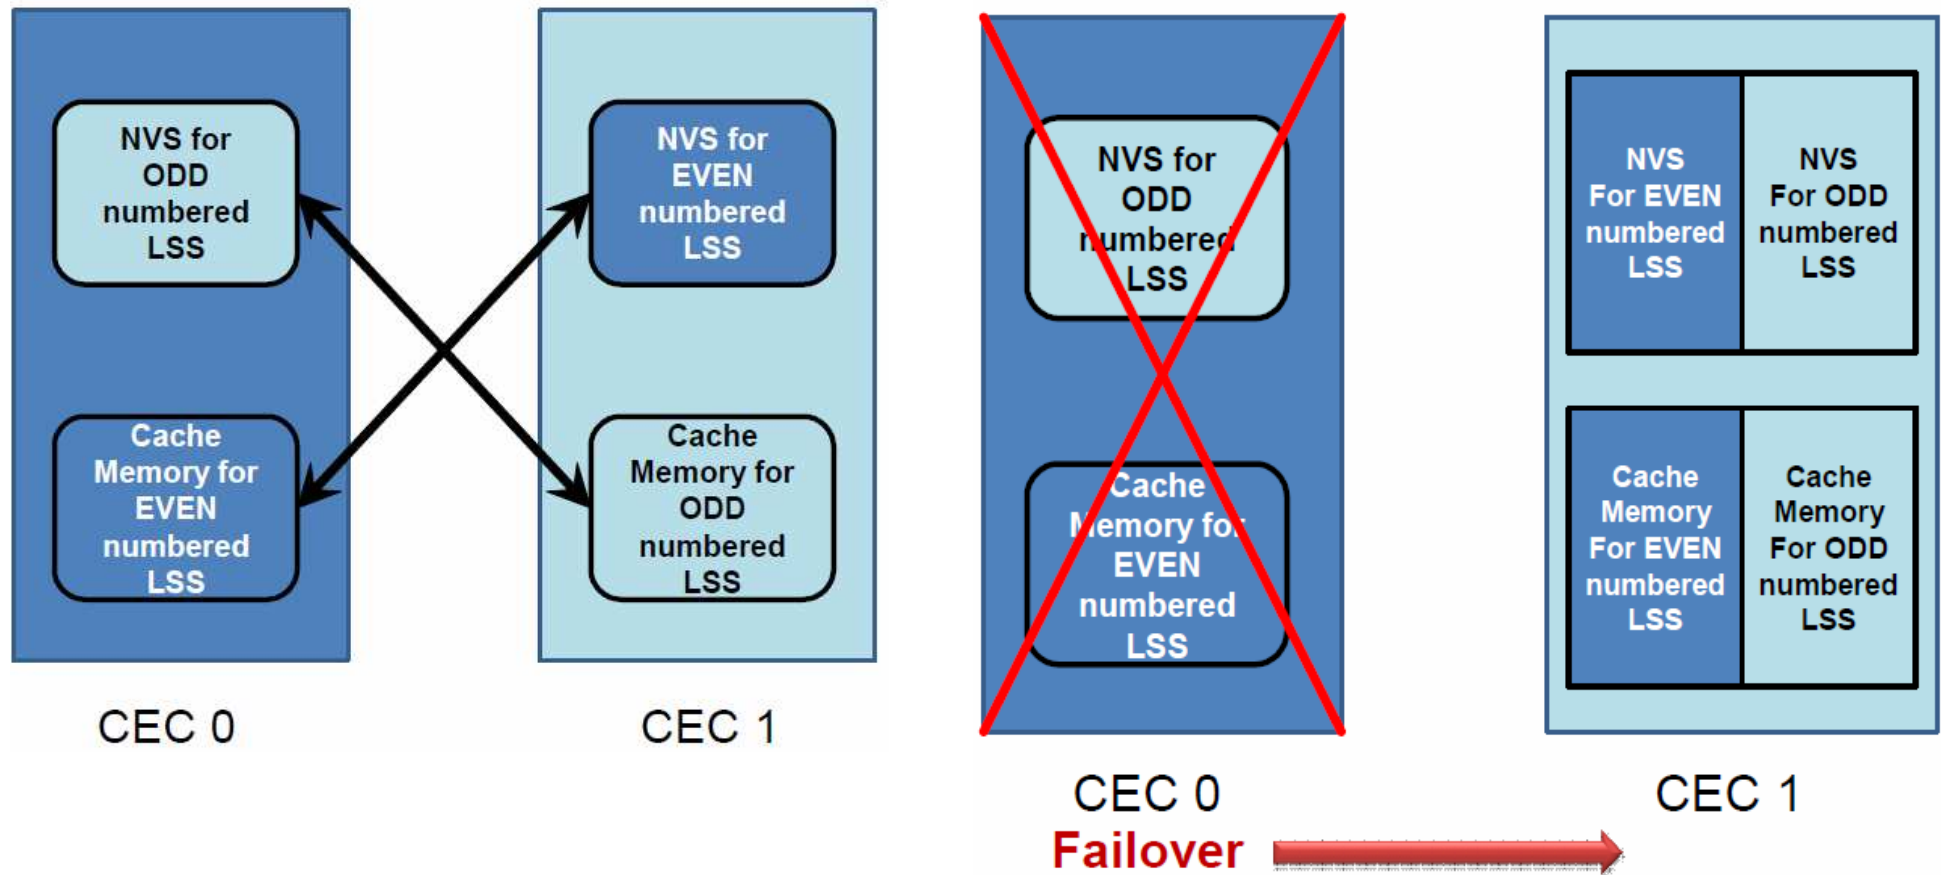 NVS for
ODD
numbered
LSS
Cache
Memory for
EVEN
numbered
LSS
CEC 0
NVS for
EVEN
numbered
LSS
Cache
Memory for
ODD
numbered
LSS
CEC 1
NVS for
ODD
numbered
LSS
Cache
Memory for
EVEN
numbered
LSS
CEC 0
Failover
NVS
For EVEN
numbered
LSS
NVS
For ODD
numbered
LSS
Cache
Memory
For EVEN
numbered
LSS
Cache
Memory
For ODD
numbered
LSS
CEC 1